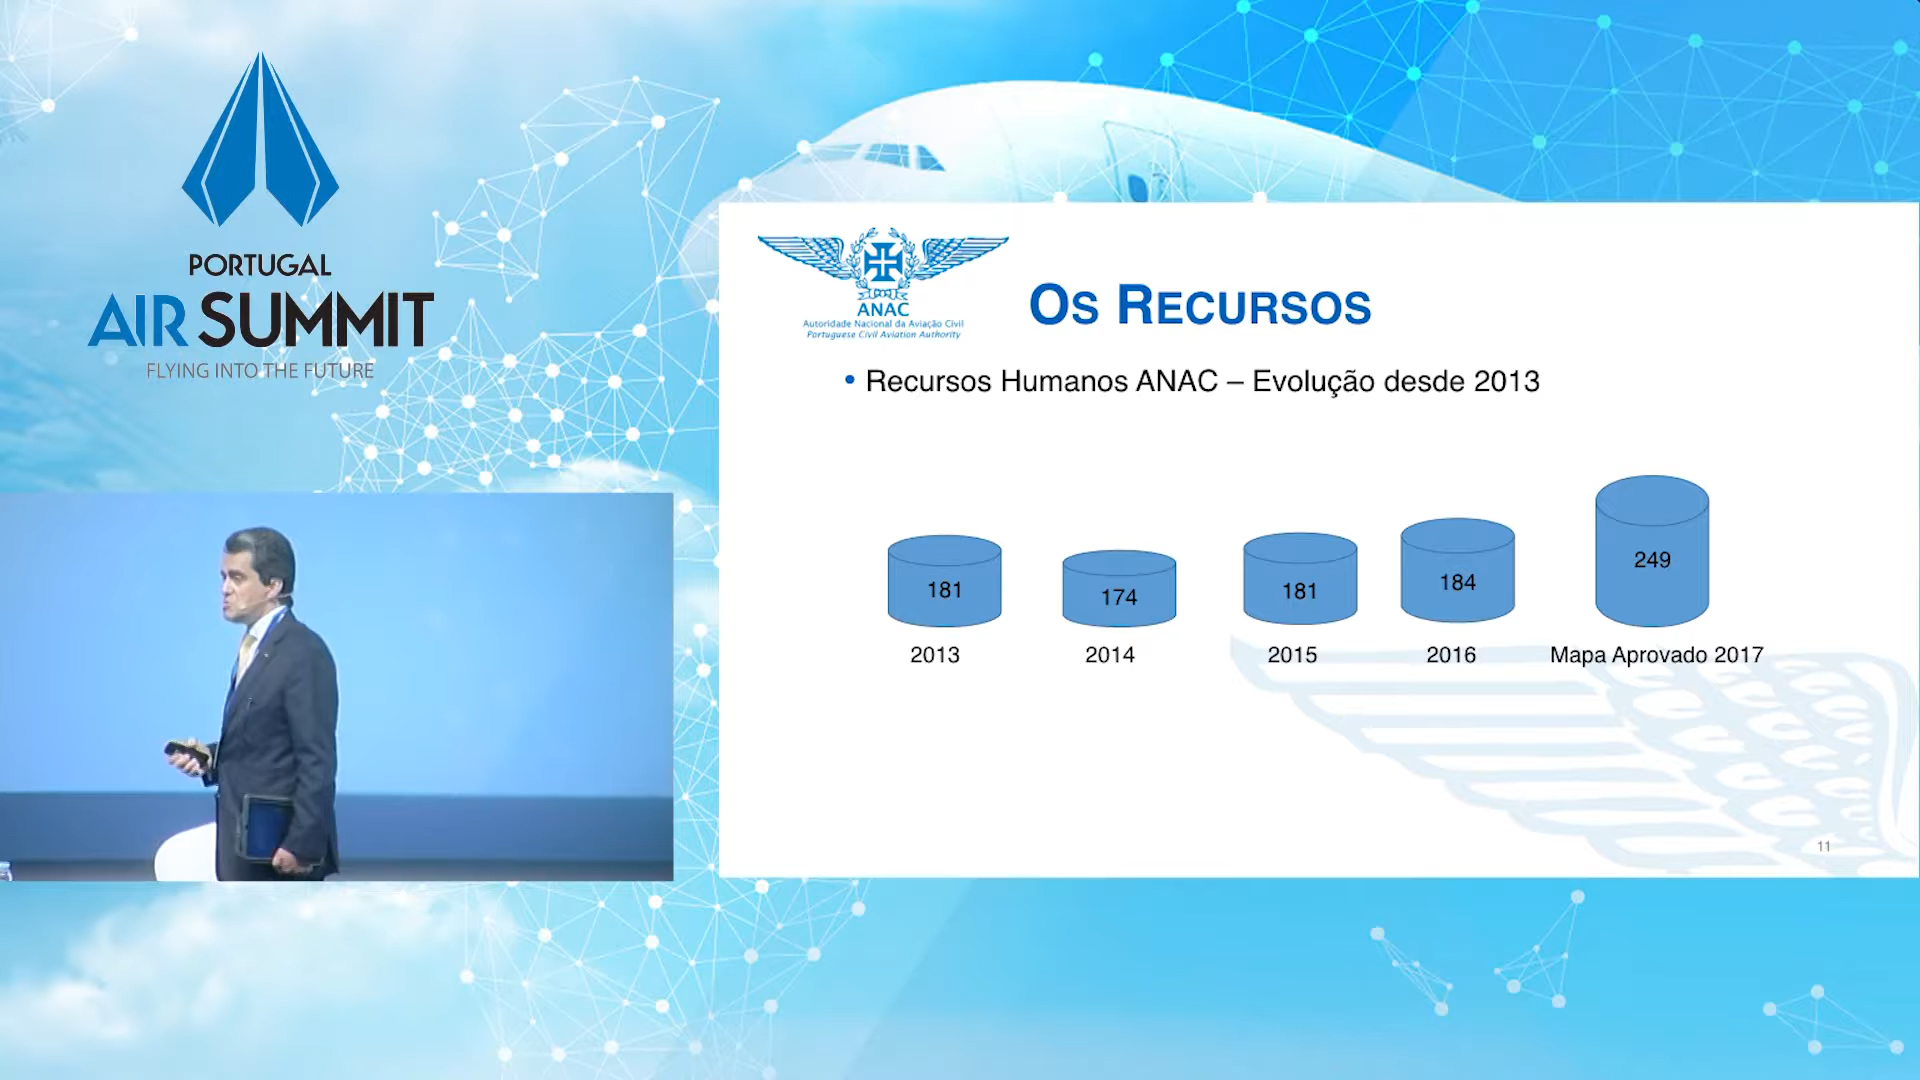 PORTUGAL
AIR SUMMIT
FLYING INTO THE FUTURE
ANAC
Autoridade Nacional da Aviação Civil
Portuguese Civil Aviation Authority
OS RECURSOS
• Recursos Humanos ANAC – Evolução desde 2013
181
174
181
184
249
2013
2014
2015
2016
Mapa Aprovado 2017
11